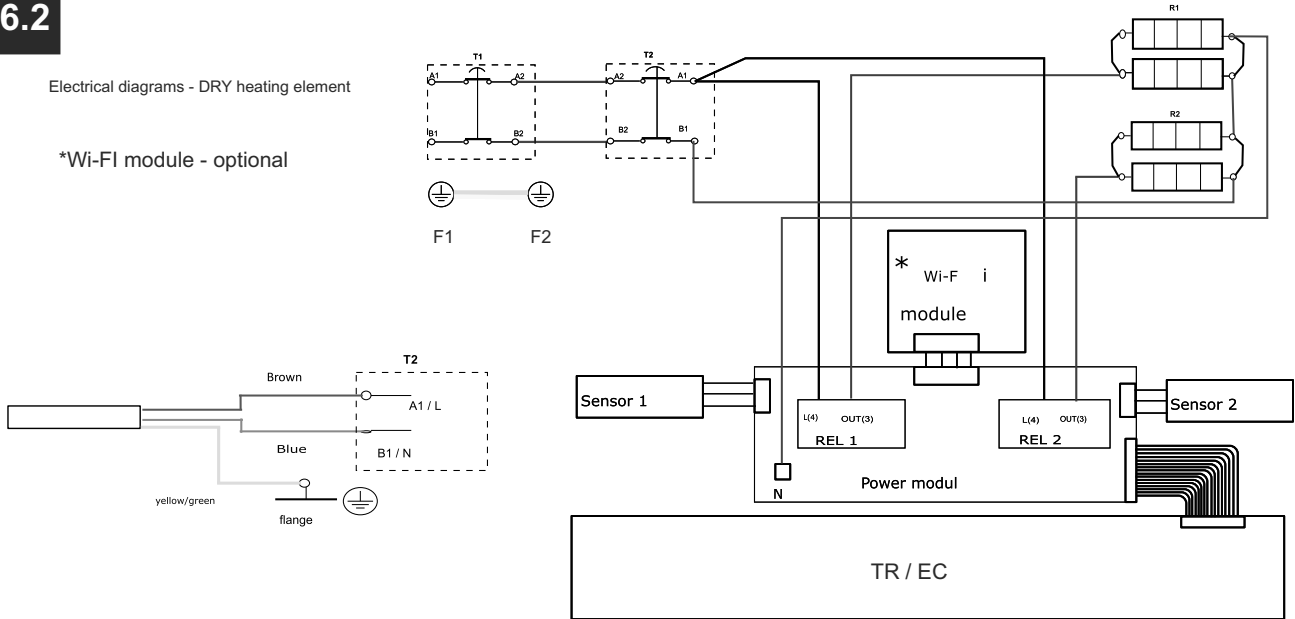 6.2
Electrical diagrams - DRY heating element
*Wi-FI module - optional
T1
T2
R1
A1
A2
A2
A1
B1
B2
B2
B1
R2
F1
F2
* Wi-F i
module
T2
Brown
A1 / L
Blue
B1 / N
yellow/green
flange
Sensor 1
Sensor 2
L(4)
OUT(3)
REL 1
L(4)
OUT(3)
REL 2
N
Power modul
TR / EC